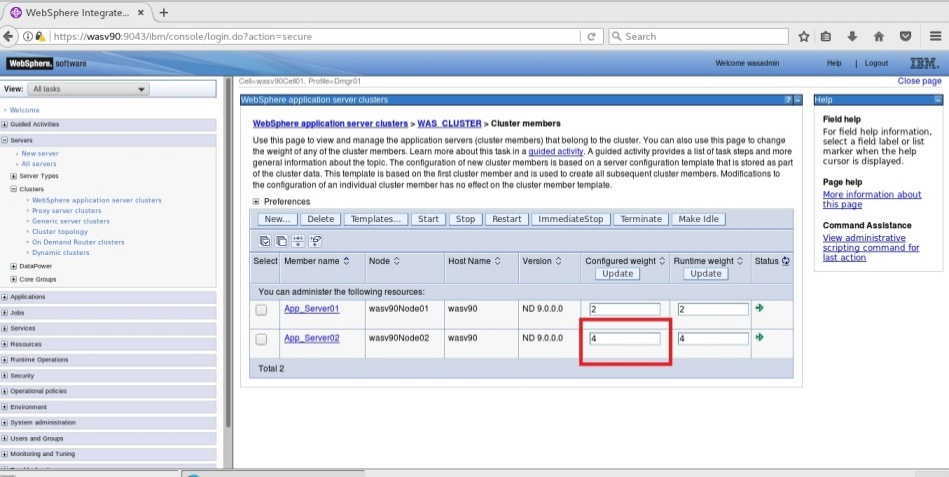 WebSphere Integrate...
https://wasv90:9043/ibm/console/login.do?action=secure
Search
WebSphere. software
Welcome wasadmin
Help | Logout
IBM.
View: All tasks
Cell=wasv90Cell01, Profile=Dmgr01
Close page
Welcome
Guided Activities
Servers
New server
All servers
Server Types
Clusters
WebSphere application server clusters
Proxy server clusters
Generic server clusters
Cluster topology
On Demand Router clusters
Dynamic clusters
DataPower
Core Groups
Applications
Jobs
Services
Resources
Runtime Operations
Security
Operational policies
Environment
System administration
Users and Groups
Monitoring and Tuning
WebSphere application server clusters
WebSphere application server clusters > WAS_CLUSTER > Cluster members
Use this page to view and manage the application servers (cluster members) that belong to the cluster. You can also use this page to change
the weight of any of the cluster members. Learn more about this task in a guided activity. A guided activity provides a list of task steps and more
general information about the topic. The configuration of new cluster members is based on a server configuration template that is stored as part
of the cluster data. This template is based on the first cluster member and is used to create all subsequent cluster members. Modifications to
the configuration of an individual cluster member has no effect on the cluster member template.
Preferences
New... Delete Templates... Start Stop Restart ImmediateStop Terminate Make Idle
Select Member name Node Host Name Version Configured weight Runtime weight Status
Update Update
You can administer the following resources:
App_Server01 wasv90Node01 wasv90 ND 9.0.0.0 2 2
App_Server02 wasv90Node02 wasv90 ND 9.0.0.0 4 4
Total 2
Help
Field help
For field help information,
select a field label or list
marker when the help
cursor is displayed.
Page help
More information about
this page
Command Assistance
View administrative
scripting command for
last action